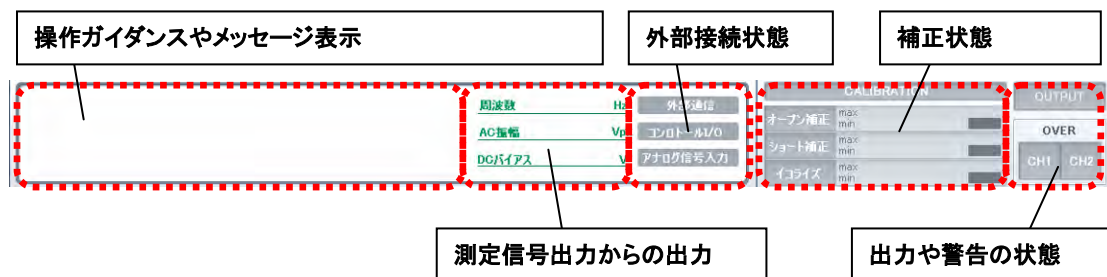 操作ガイダンスやメッセージ表示
外部接続状態
補正状態
周波数 Hz
AC振幅 Vp
DCバイアス V
外部通信
コントロールI/O
アナログ信号入力
CALIBRATION
オープン補正 max
min
ショート補正 max
min
イコライズ max
min
OUTPUT
OVER
CH1 CH2
測定信号出力からの出力
出力や警告の状態